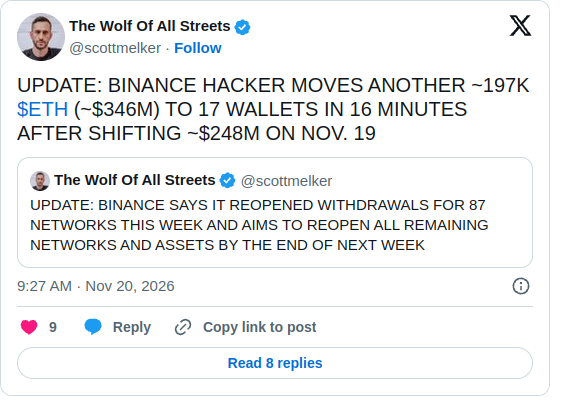 The Wolf Of All Streets
@scottmelker · Follow
UPDATE: BINANCE HACKER MOVES ANOTHER ~197K
$ETH (~$346M) TO 17 WALLETS IN 16 MINUTES
AFTER SHIFTING ~$248M ON NOV. 19
The Wolf Of All Streets @scottmelker
UPDATE: BINANCE SAYS IT REOPENED WITHDRAWALS FOR 87
NETWORKS THIS WEEK AND AIMS TO REOPEN ALL REMAINING
NETWORKS AND ASSETS BY THE END OF NEXT WEEK
9:27 AM · Nov 20, 2026
9 Reply Copy link to post
Read 8 replies